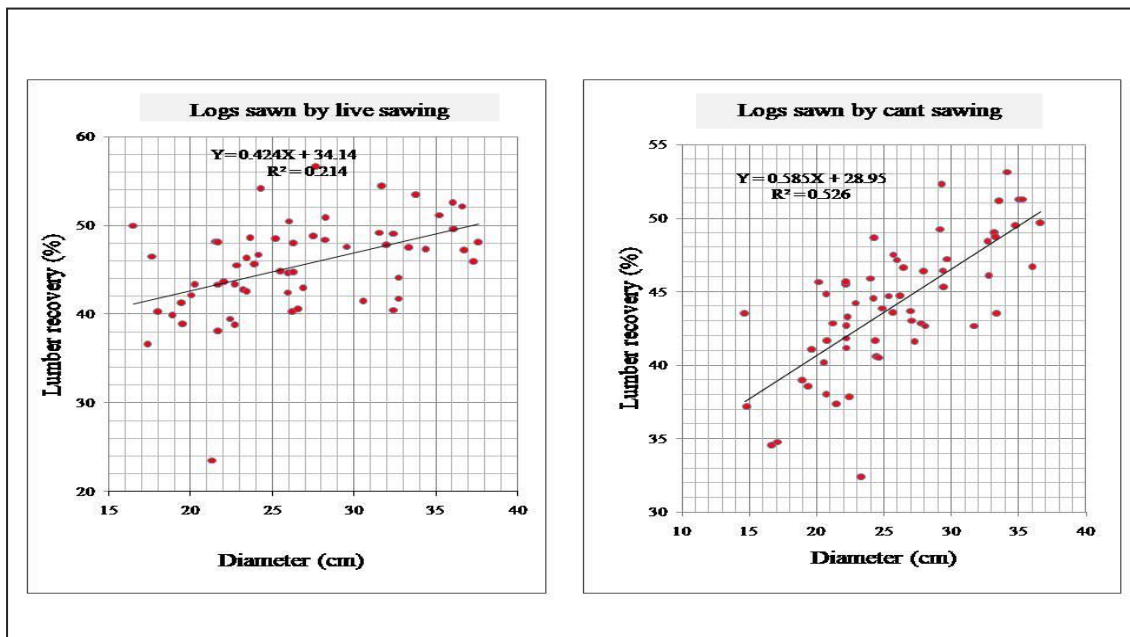 Logs sawn by live sawing
60
Y = 0.424X + 34.14
R² = 0.214
50
40
30
20
15 20 25 30 35 40
Lumber recovery (%)
Diameter (cm)
Logs sawn by cant sawing
55
Y = 0.585X + 28.95
R² = 0.526
50
45
40
35
30
10 15 20 25 30 35 40
Lumber recovery (%)
Diameter (cm)